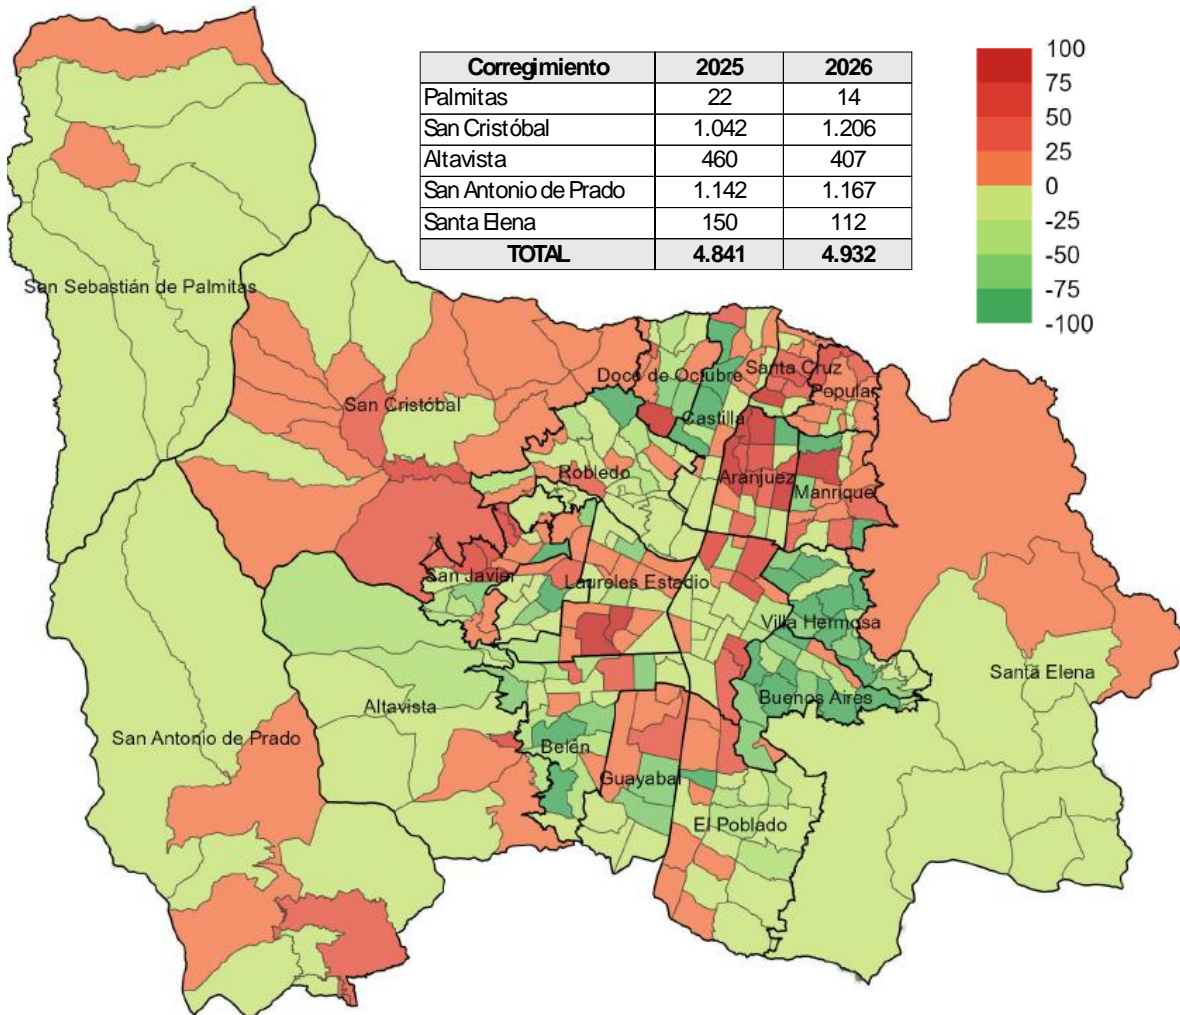 Corregimiento 2025 2026
Palmitas 22 14
San Cristóbal 1.042 1.206
Altavista 460 407
San Antonio de Prado 1.142 1.167
Santa Elena 150 112
TOTAL 4.841 4.932
100
75
50
25
0
-25
-50
-75
-100
San Sebastián de Palmitas
Doce de Octubre
Santa Cruz
Popular
San Cristóbal
Castilla
Robledo
Aranjuez
Manrique
San Javier
Laureles Estadio
Villa Hermosa
Santa Elena
Buenos Aires
Altavista
San Antonio de Prado
Belén
Guayabal
El Poblado